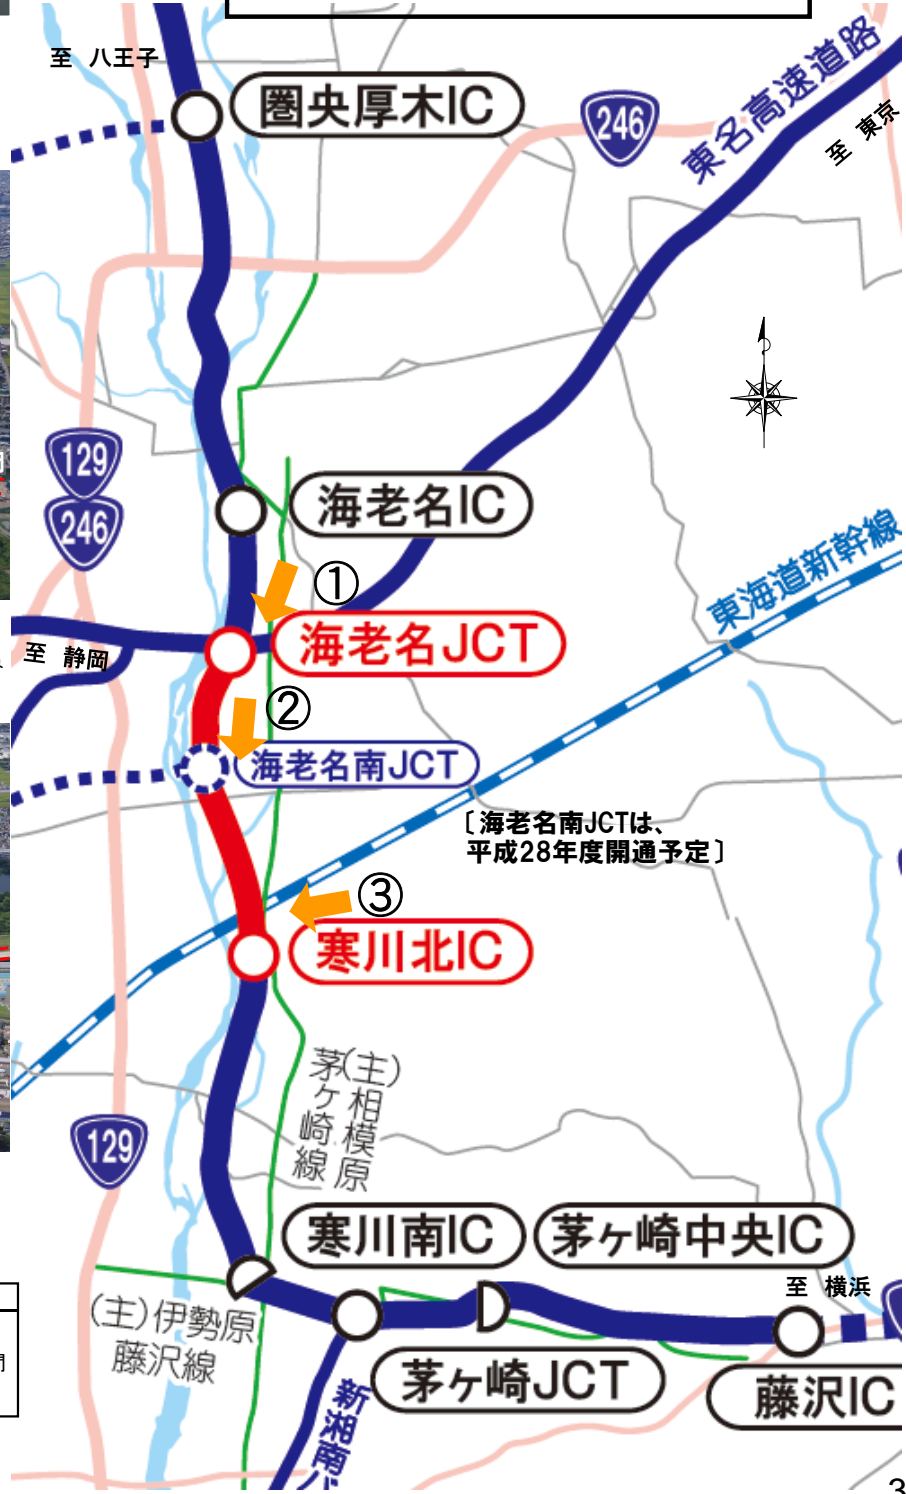 至 八王子
圏央厚木IC
246
東名高速道路
至 東京
129
246
海老名IC
①
東海道新幹線
海老名JCT
至 静岡
②
海老名南JCT
〔海老名南JCTは、
平成28年度開通予定〕
③
寒川北IC
(主)相模原
茅ヶ崎線
129
寒川南IC
茅ヶ崎中央IC
至 横浜
(主)伊勢原
藤沢線
茅ヶ崎JCT
藤沢IC
新湘南バ
間
3